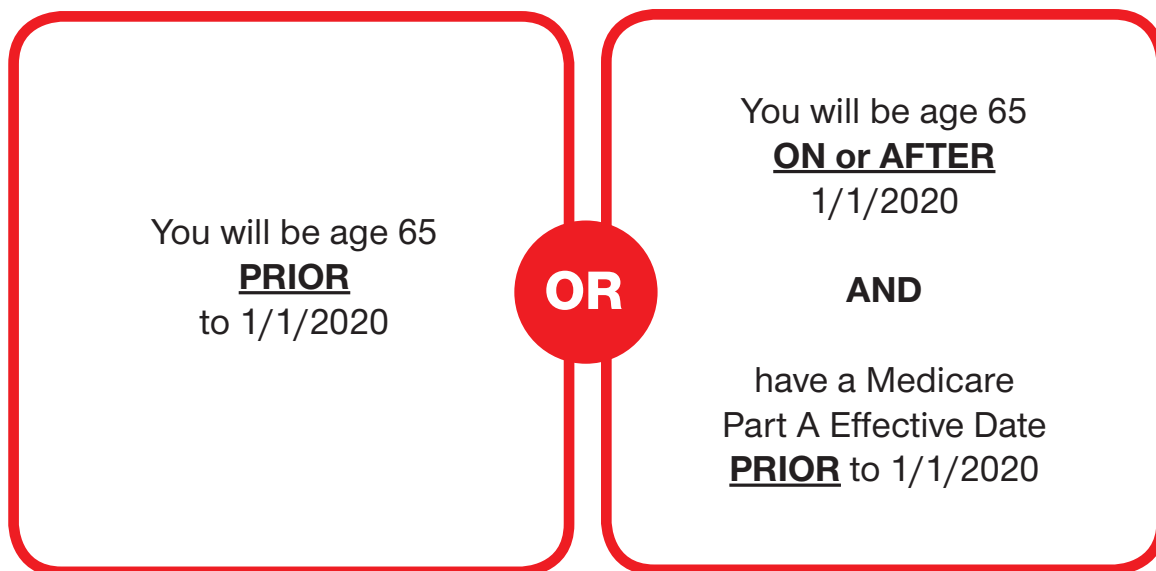 You will be age 65
PRIOR
to 1/1/2020
OR
You will be age 65
ON or AFTER
1/1/2020
AND
have a Medicare
Part A Effective Date
PRIOR to 1/1/2020